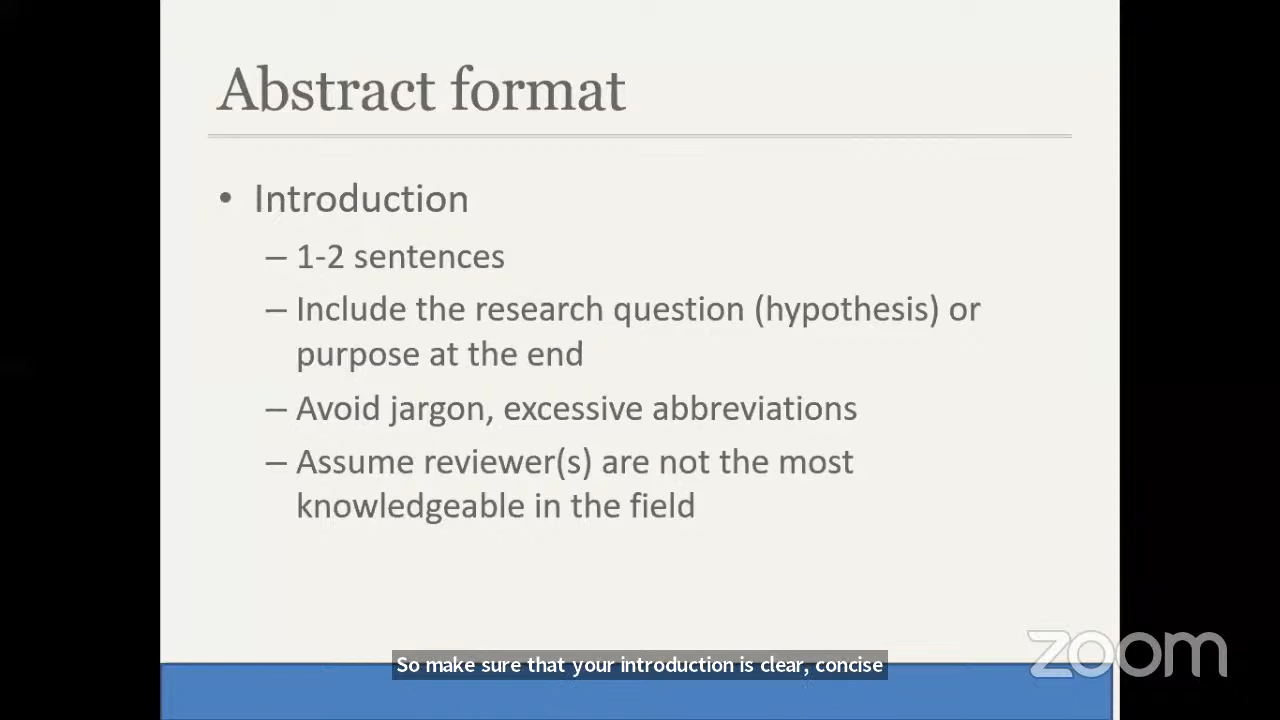 Abstract format
• Introduction
– 1-2 sentences
– Include the research question (hypothesis) or
purpose at the end
– Avoid jargon, excessive abbreviations
– Assume reviewer(s) are not the most
knowledgeable in the field
zoom
So make sure that your introduction is clear, concise